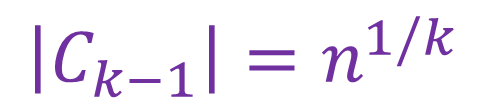 |C_{k−1}| = n^{1/k}